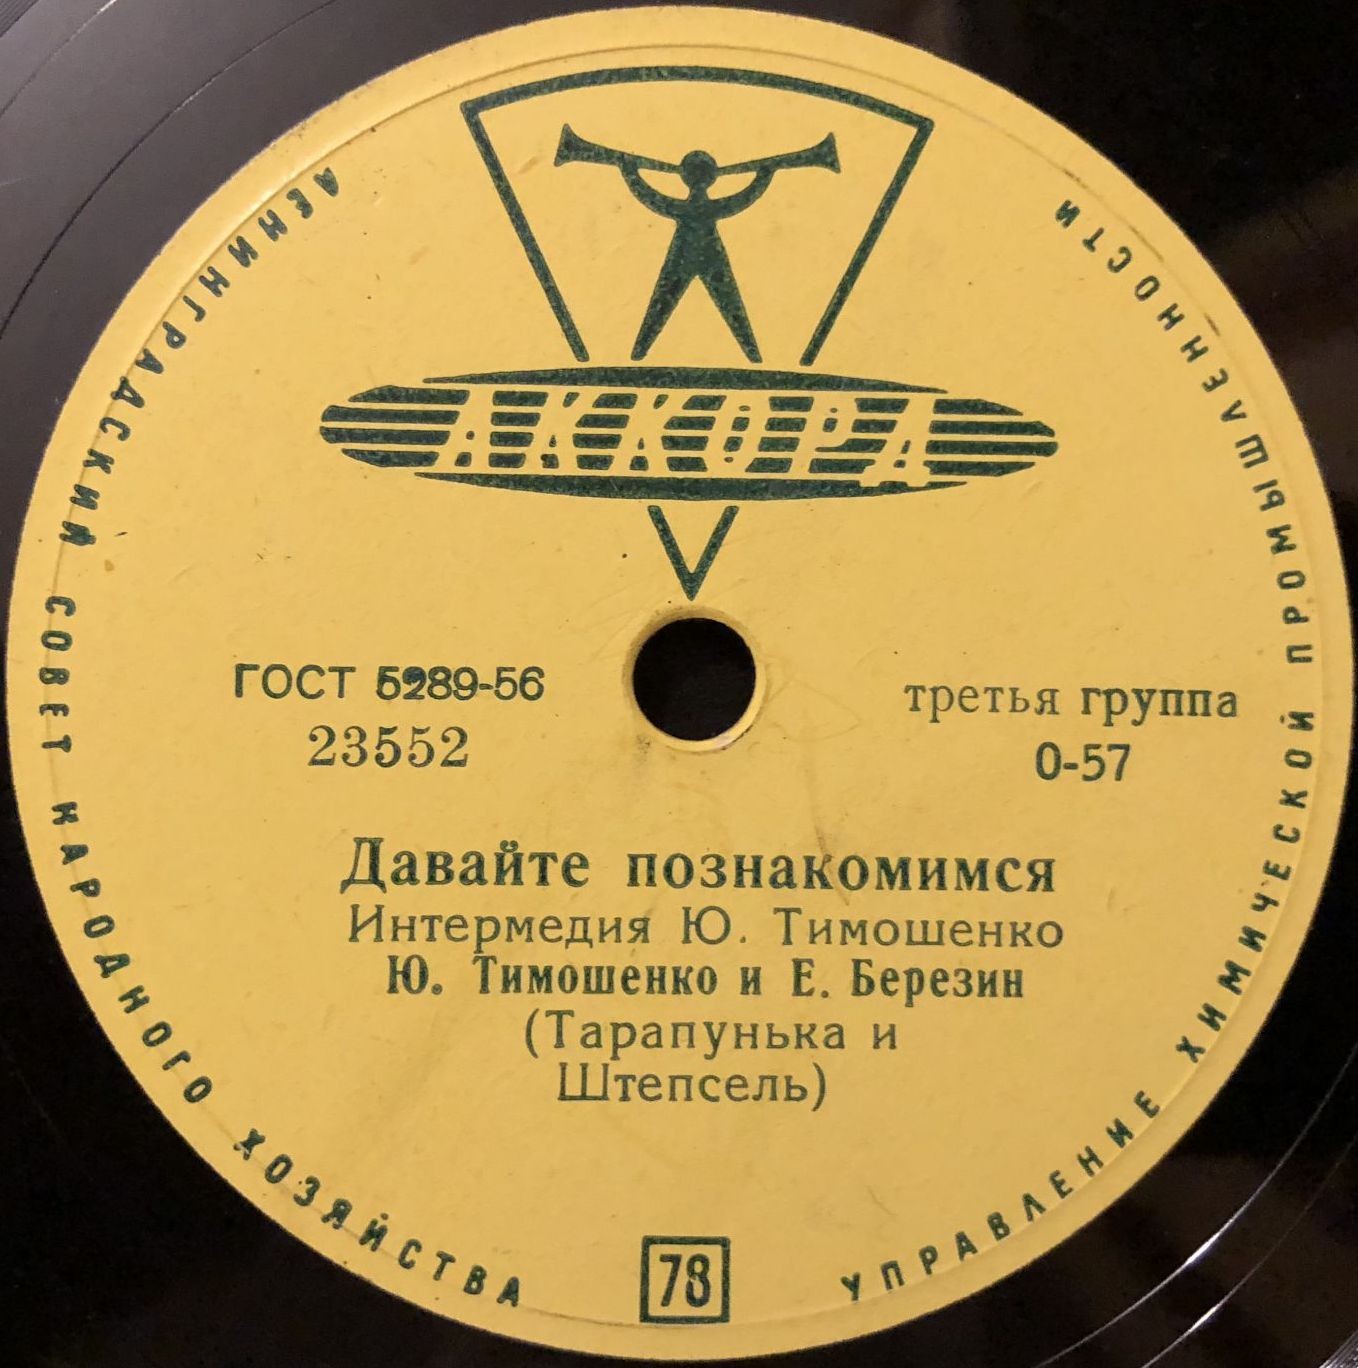 ЛЕНИНГРАДСКИЙ СОВЕТ НАРОДНОГО ХОЗЯЙСТВА
УПРАВЛЕНИЕ ХИМИЧЕСКОЙ ПРОМЫШЛЕННОСТИ
АККОРД
ГОСТ 5289-56
23552
третья группа
0-57
Давайте познакомимся
Интермедия Ю. Тимошенко
Ю. Тимошенко и Е. Березин
(Тарапунька и
Штепсель)
78